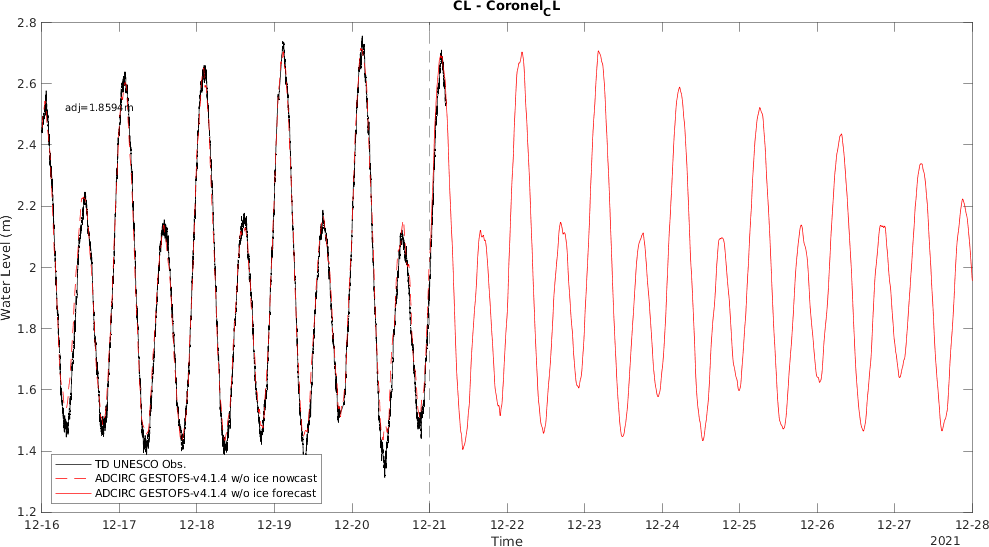 CL - Coronel_CL
2.8
2.6
adj=1.8594m
2.4
2.2
2
1.8
1.6
1.4
1.2
Water Level (m)
TD UNESCO Obs.
ADCIRC GESTOFS-v4.1.4 w/o ice nowcast
ADCIRC GESTOFS-v4.1.4 w/o ice forecast
12-16 12-17 12-18 12-19 12-20 12-21 12-22 12-23 12-24 12-25 12-26 12-27 12-28
Time
2021